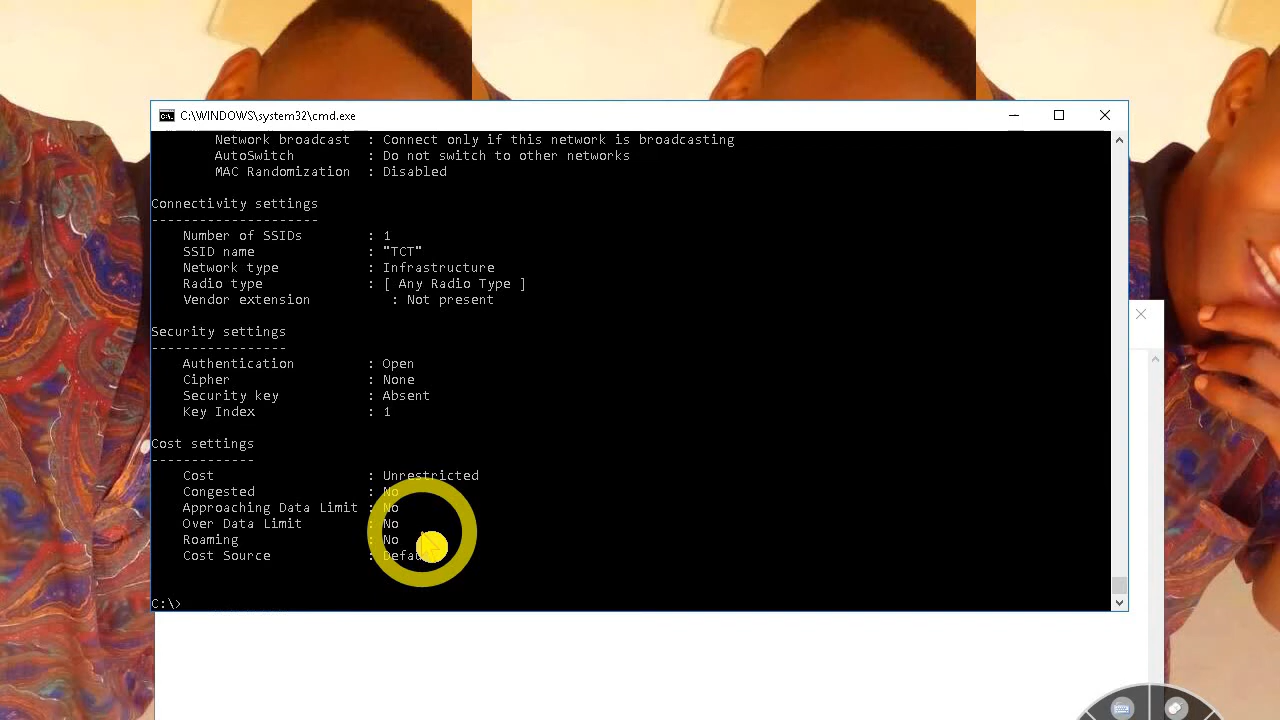 C:\WINDOWS\system32\cmd.exe
Network broadcast : Connect only if this network is broadcasting
AutoSwitch : Do not switch to other networks
MAC Randomization : Disabled
Connectivity settings
---------------------
Number of SSIDs : 1
SSID name : "TCT"
Network type : Infrastructure
Radio type : [ Any Radio Type ]
Vendor extension : Not present
Security settings
-----------------
Authentication : Open
Cipher : None
Security key : Absent
Key Index : 1
Cost settings
-------------
Cost : Unrestricted
Congested : No
Approaching Data Limit : No
Over Data Limit : No
Roaming : No
Cost Source : Default
C:\>